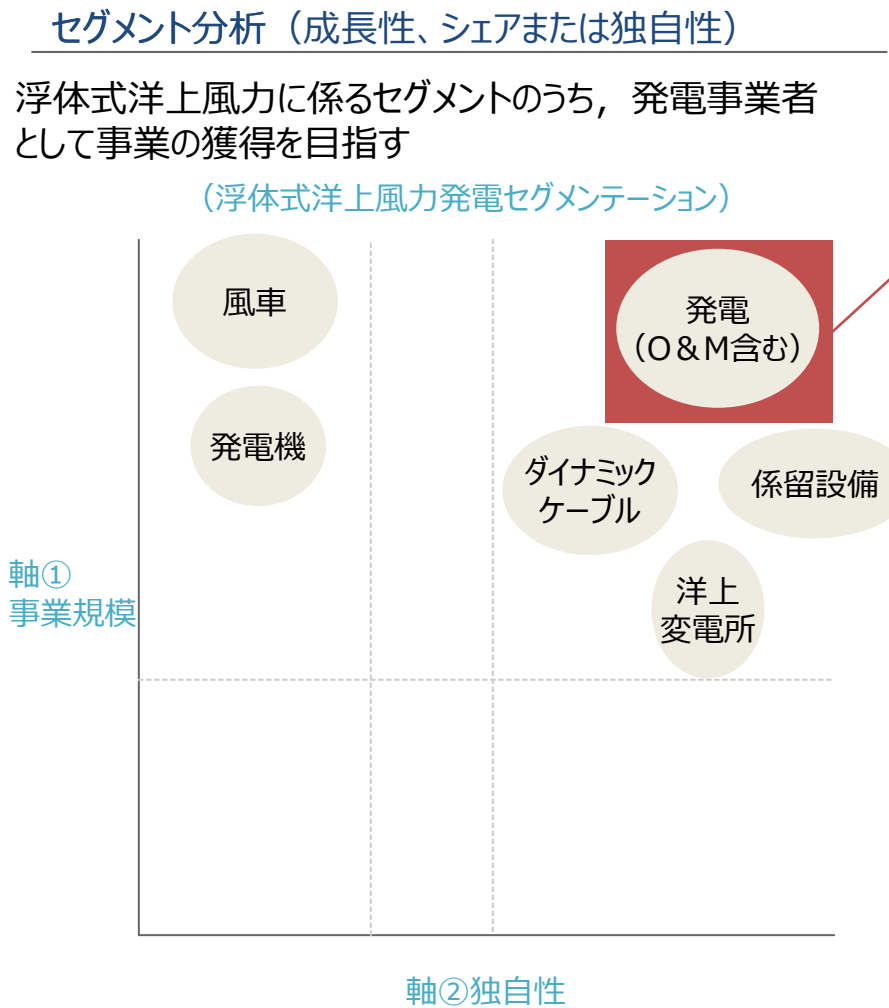 セグメント分析（成長性、シェアまたは独自性）
浮体式洋上風力に係るセグメントのうち，発電事業者
として事業の獲得を目指す
（浮体式洋上風力発電セグメンテーション）
風車
発電
（O＆M含む）
発電機
ダイナミック
ケーブル
係留設備
軸①
事業規模
洋上
変電所
軸②独自性